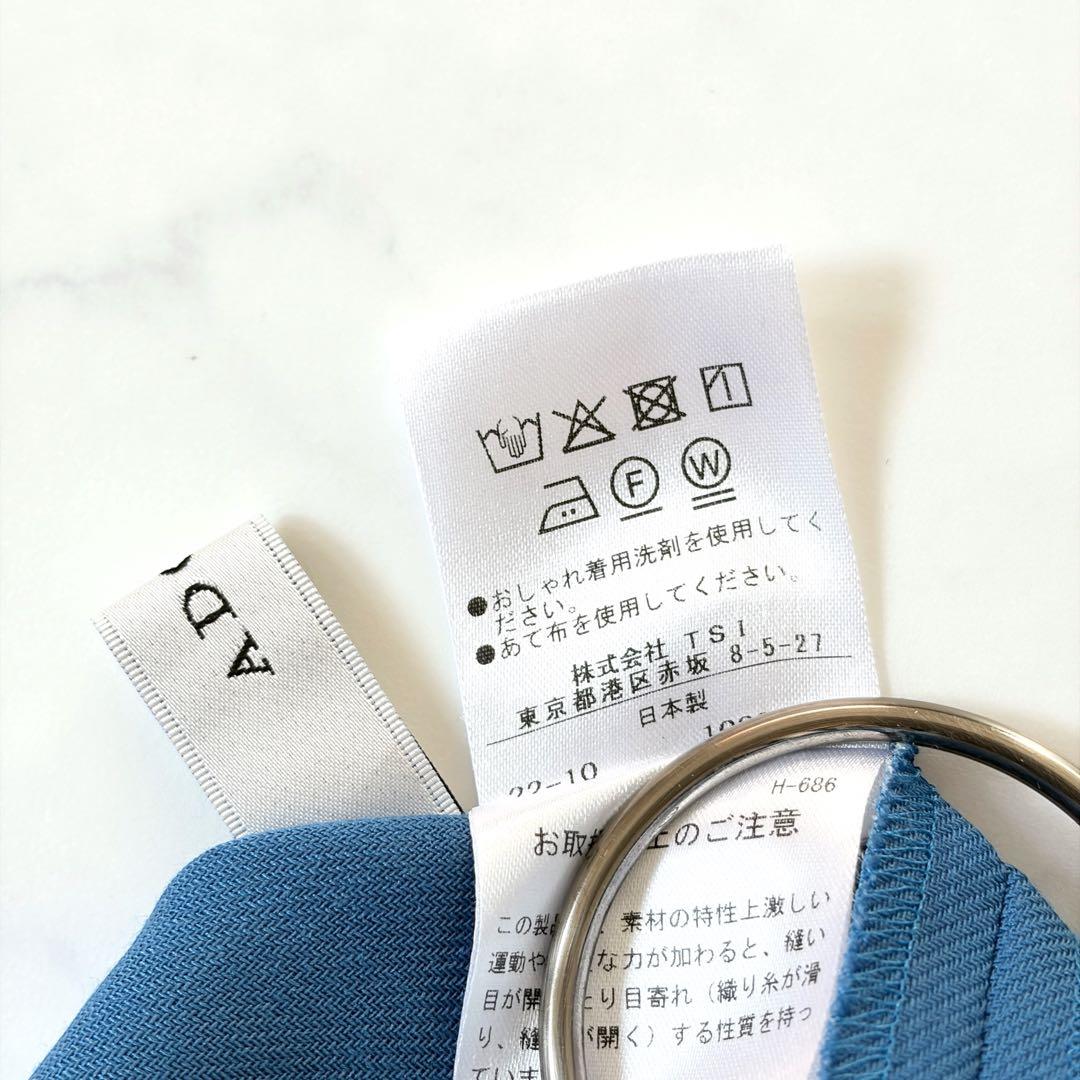 AD
F W
●おしゃれ着用洗剤を使用してく
ださい。
●あて布を使用してください。
株式会社 TSI
東京都港区赤坂 8-5-27
日本製
22-10
H-686
お取 上のご注意
この製 、素材の特性上激しい
運動や な力が加わると、縫い
目が開 たり目寄れ(織り糸が滑
り、縫 が開く)する性質を持っ
ていま